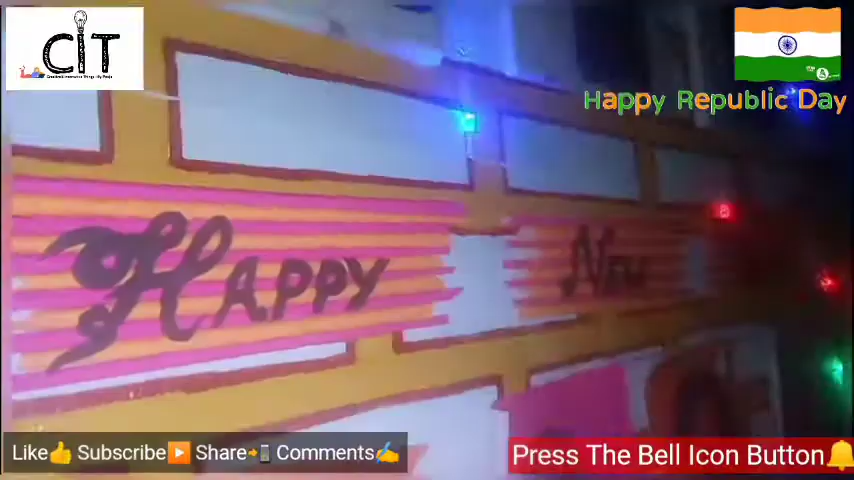 CIT
Happy Republic Day
HAPPY NEW
Like👍 Subscribe▶️ Share📲 Comments✍️
Press The Bell Icon Button🔔